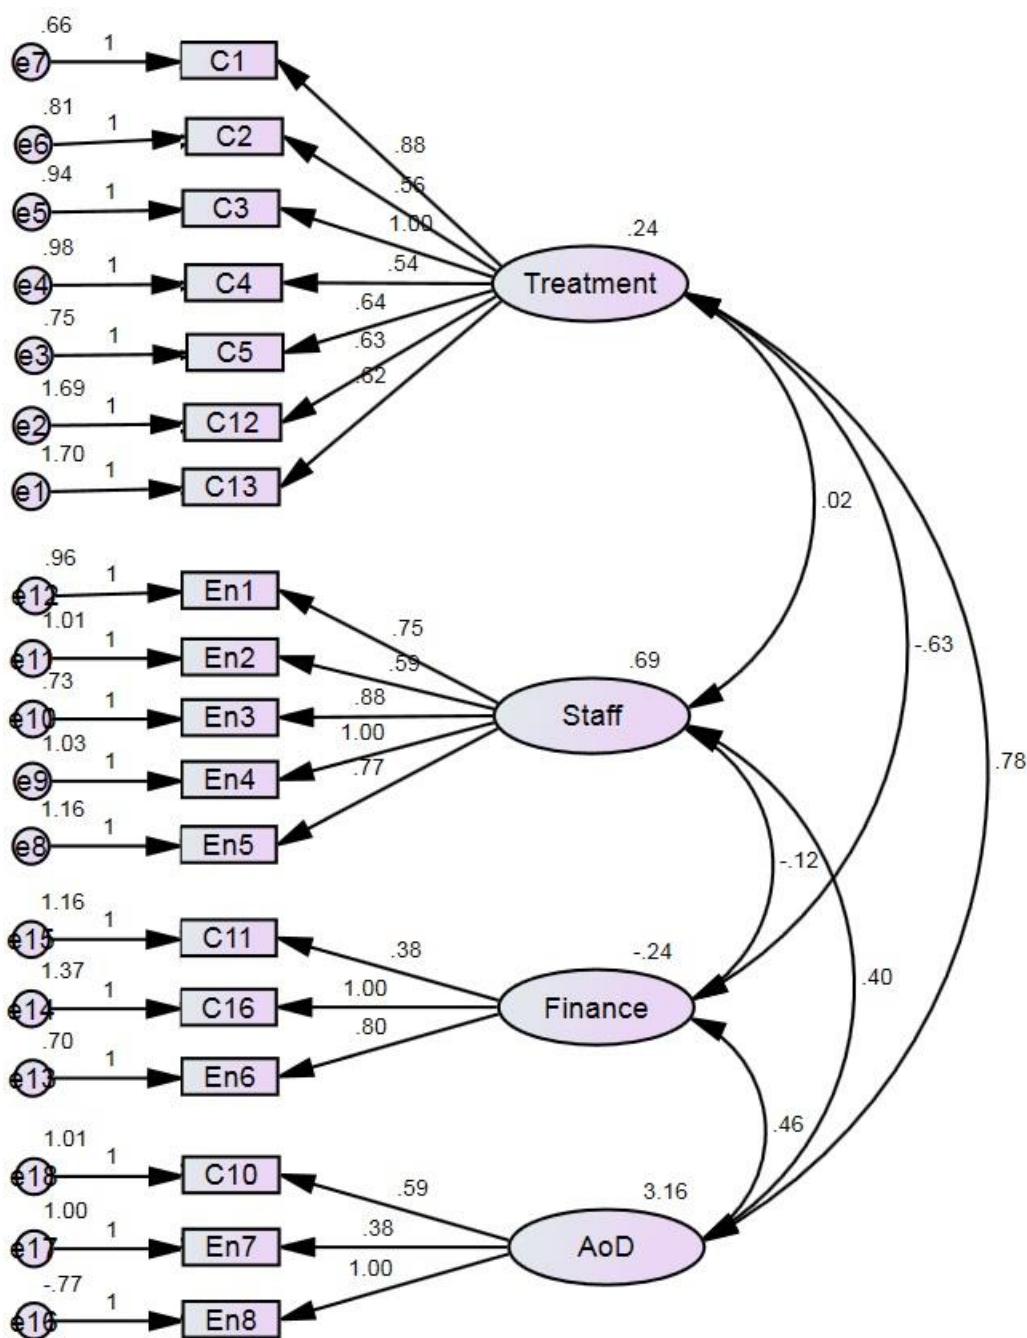 .66
e7 1 C1
.81
e6 1 C2
.88
.94
e5 1 C3
.56
1.00
.24
.98
e4 1 C4
.54
Treatment
.75
e3 1 C5
.64
.63
1.69
e2 1 C12
.62
1.70
e1 1 C13
.02
.96
e12 1 En1
.75
1.01
e11 1 En2
.59
.69
-.63
.73
e10 1 En3
.88
Staff
1.03
e9 1 En4
1.00
.77
.78
1.16
e8 1 En5
-.12
1.16
e15 1 C11
.38
-.24
.40
1.37
e14 1 C16
1.00
Finance
.70
e13 1 En6
.80
.46
1.01
e18 1 C10
.59
3.16
1.00
e17 1 En7
.38
AoD
-.77
e16 1 En8
1.00